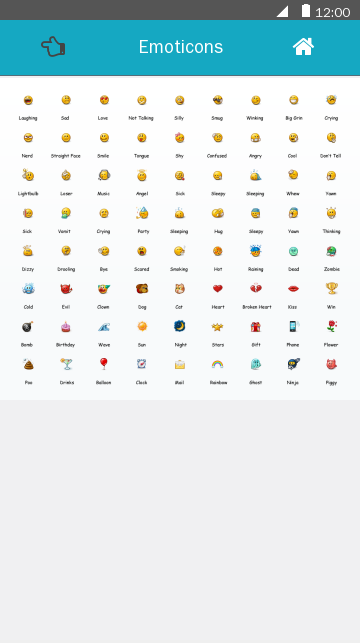 12:00
Emoticons
Laughing Sad Love Not Talking Silly Smug Winking Big Grin Crying
Nerd Straight Face Smile Tongue Shy Confused Angry Cool Don't Tell
Lightbulb Loser Music Angel Sick Sleepy Sleeping Whew Yawn
Sick Vomit Crying Party Sleeping Hug Sleepy Yawn Thinking
Dizzy Drooling Bye Scared Smoking Hot Raining Dead Zombie
Cold Evil Clown Dog Cat Heart Broken Heart Kiss Win
Bomb Birthday Wave Sun Night Stars Gift Phone Flower
Poo Drinks Balloon Clock Mail Rainbow Ghost Ninja Piggy